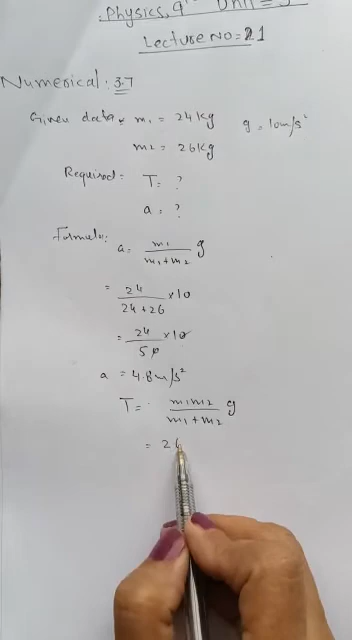 Physics, 9th Unit = 3
Lecture No = 21
Numerical: 3.7
Given data, m₁ = 24kg g = 10m/s²
m₂ = 26kg
Required: T = ?
a = ?
Formula: a = m₁ / m₁+m₂ g
= 24 / 24+26 ×10
= 24 / 50 ×10
a = 4.8m/s²
T = m₁m₂ / m₁+m₂ g
= 26